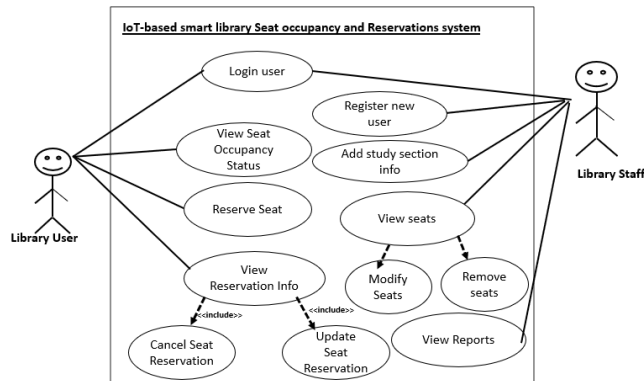 IoT-based smart library Seat occupancy and Reservations system
Login user
Register new
user
View Seat
Occupancy
Status
Add study section
info
Library Staff
Reserve Seat
View seats
Library User
View
Reservation Info
Modify
Seats
Remove
seats
<<include>>
<<include>>
Cancel Seat
Reservation
Update
Seat
Reservation
View Reports